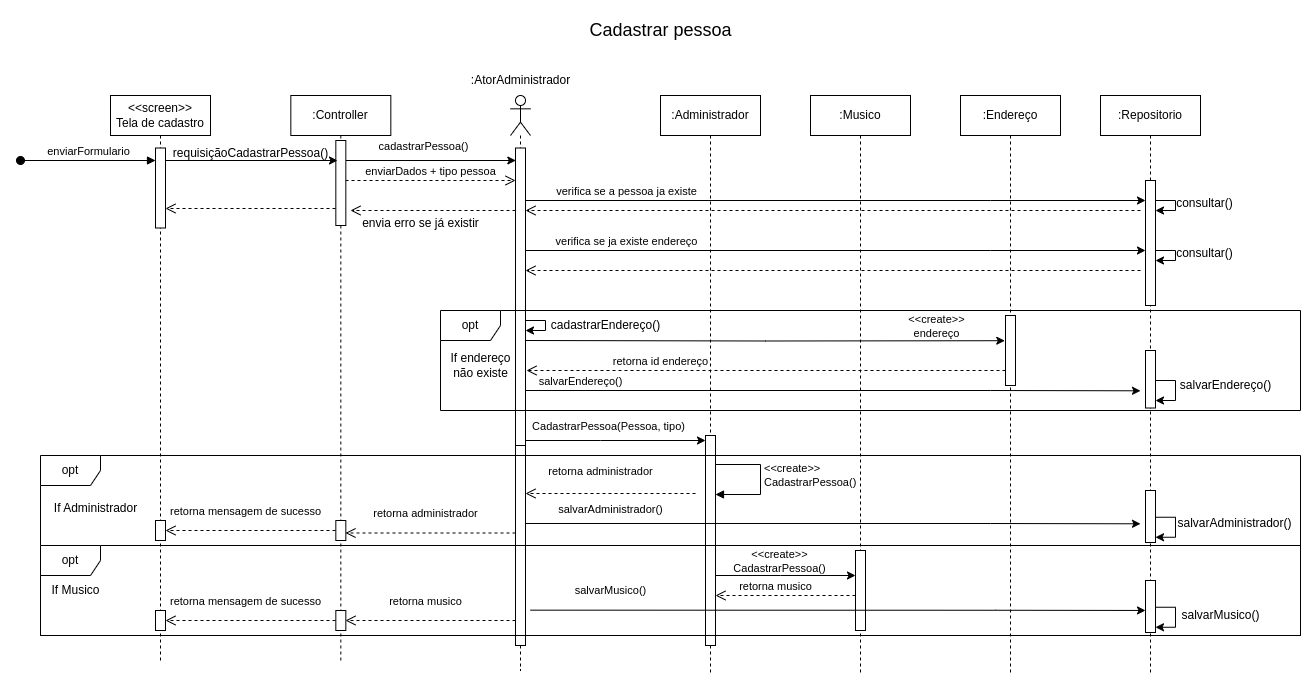 Cadastrar pessoa
:AtorAdministrador
<<screen>>
Tela de cadastro
:Controller
:Administrador
:Musico
:Endereço
:Repositorio
enviarFormulario
requisiçãoCadastrarPessoa()
cadastrarPessoa()
enviarDados + tipo pessoa
verifica se a pessoa ja existe
consultar()
envia erro se já existir
verifica se ja existe endereço
consultar()
opt
If endereço
não existe
cadastrarEndereço()
<<create>>
endereço
retorna id endereço
salvarEndereço()
salvarEndereço()
CadastrarPessoa(Pessoa, tipo)
opt
If Administrador
retorna administrador
<<create>>
CadastrarPessoa()
salvarAdministrador()
retorna mensagem de sucesso
retorna administrador
salvarAdministrador()
opt
If Musico
<<create>>
CadastrarPessoa()
retorna musico
salvarMusico()
retorna mensagem de sucesso
retorna musico
salvarMusico()